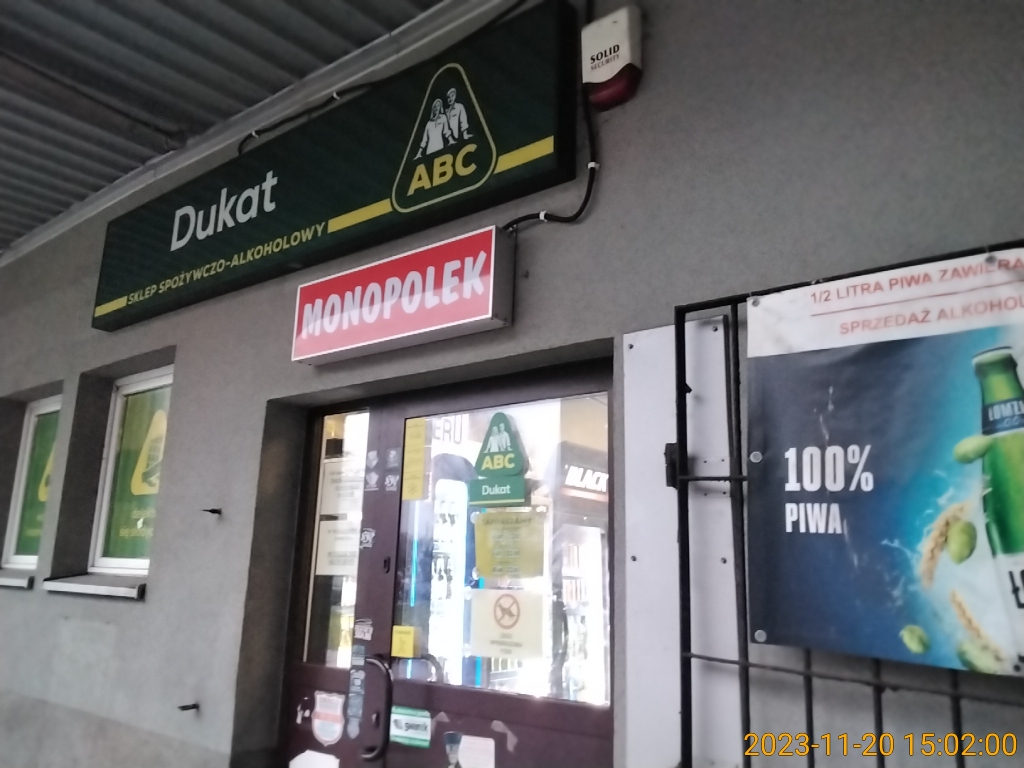 SOLID
SECURITY
ABC
Dukat
SKLEP SPOŻYWCZO-ALKOHOLOWY
MONOPOLEK
1/2 LITRA PIWA ZAWIERA
SPRZEDAŻ ALKOHOLU
100%
PIWA
ABC
Dukat
BLACK
2023-11-20 15:02:00